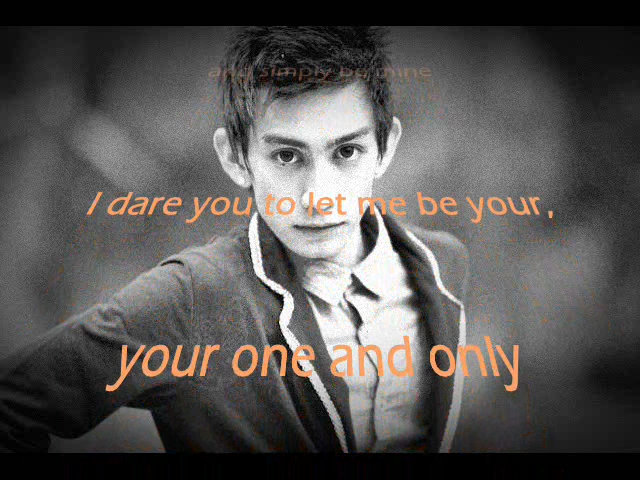 and simply be mine
I dare you to let me be your,
your one and only